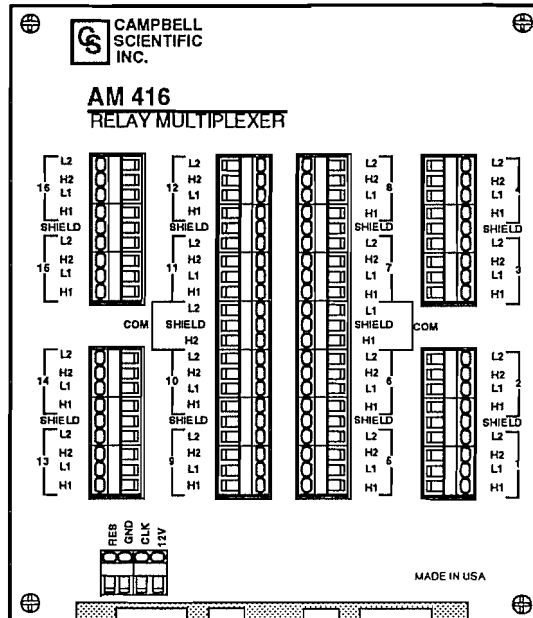 CS CAMPBELL
SCIENTIFIC
INC.
AM 416
RELAY MULTIPLEXER
16 L2 H2 L1 H1
SHIELD
15 L2 H2 L1 H1
12 L2 H2 L1 H1
SHIELD
11 L2 H2 L1 H1
COM L2 SHIELD H2
10 L2 H2 L1 H1
SHIELD
9 L2 H2 L1 H1
8 L2 H2 L1 H1
SHIELD
7 L2 H2 L1 H1
COM L1 SHIELD H1
6 L2 H2 L1 H1
SHIELD
5 L2 H2 L1 H1
4 L2 H2 L1 H1
SHIELD
3 L2 H2 L1 H1
14 L2 H2 L1 H1
SHIELD
13 L2 H2 L1 H1
2 L2 H2 L1 H1
SHIELD
1 L2 H2 L1 H1
RES GND CLK 12V
MADE IN USA